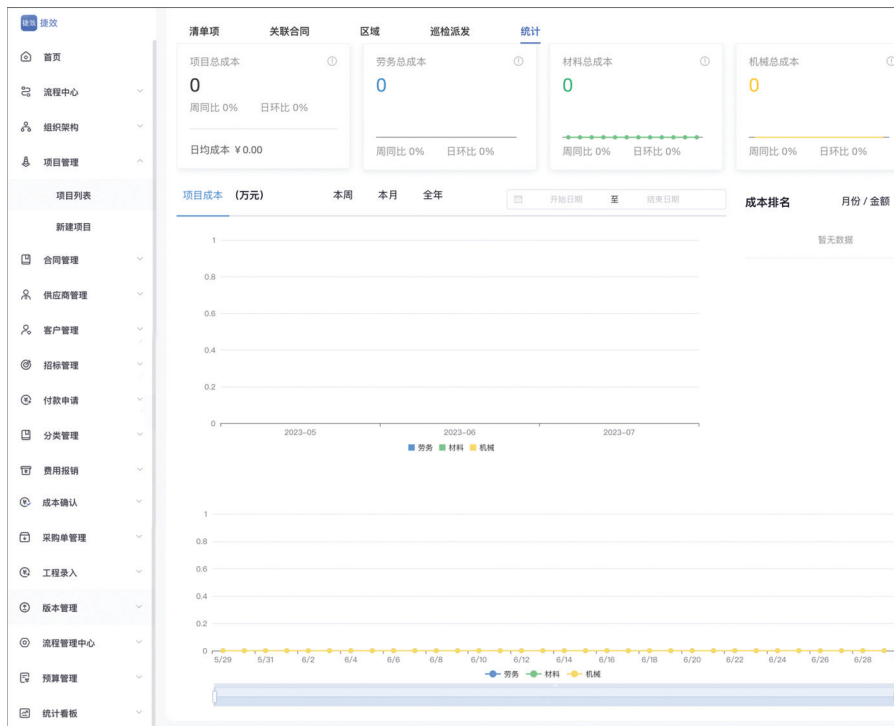 捷效 捷效
首页
流程中心
组织架构
项目管理
项目列表
新建项目
合同管理
供应商管理
客户管理
招标管理
付款申请
分类管理
费用报销
成本确认
采购单管理
工程录入
版本管理
流程管理中心
预算管理
统计看板
清单项 关联合同 区域 巡检派发 统计
项目总成本 劳务总成本 材料总成本 机械总成本
0 0 0 0
周同比 0% 日环比 0%
日均成本 ¥0.00
周同比 0% 日环比 0% 周同比 0% 日环比 0% 周同比 0% 日环比 0%
项目成本 (万元) 本周 本月 全年 开始日期 至 结束日期
成本排名 月份 / 金额
暂无数据
1
0.8
0.6
0.4
0.2
0
2023-05 2023-06 2023-07
劳务 材料 机械
1
0.8
0.6
0.4
0.2
0
5/29 5/31 6/2 6/4 6/6 6/8 6/10 6/12 6/14 6/16 6/18 6/20 6/22 6/24 6/26 6/28
劳务 材料 机械